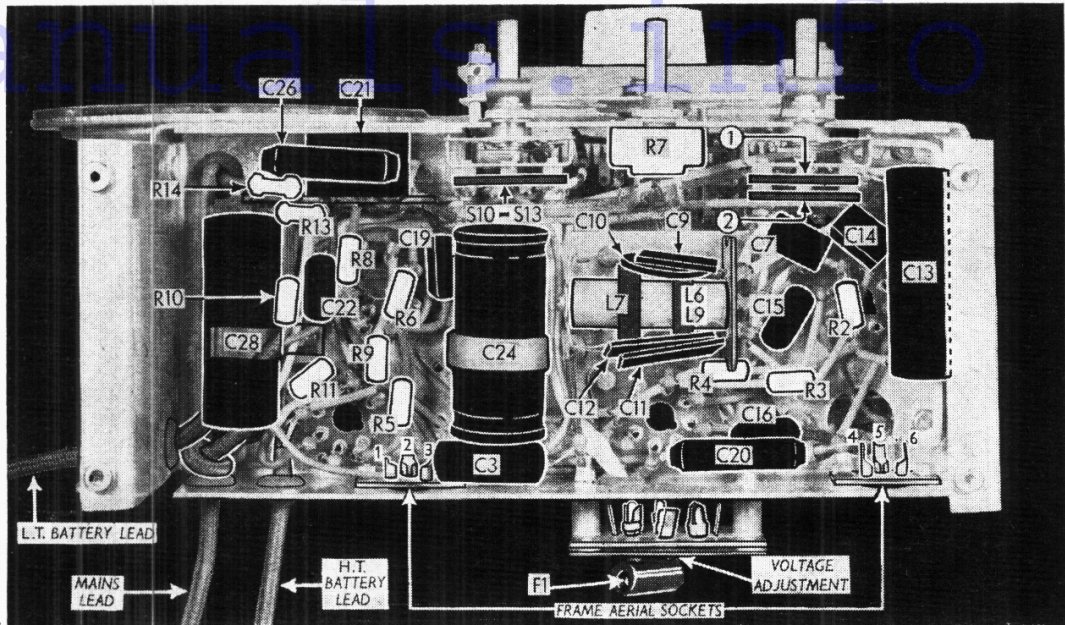 anuals.info
C26
C21
R7
1
R14
S10 - S13
R13
C10
C9
2
C7
C14
C13
C19
R8
R10
C22
R6
L7
L6
L9
C15
R2
C28
R9
C24
R11
R4
R3
R5
C12
C11
C16
1
2
3
C3
C20
4
5
6
L.T. BATTERY LEAD
MAINS
LEAD
H.T.
BATTERY
LEAD
F1
VOLTAGE
ADJUSTMENT
FRAME AERIAL SOCKETS